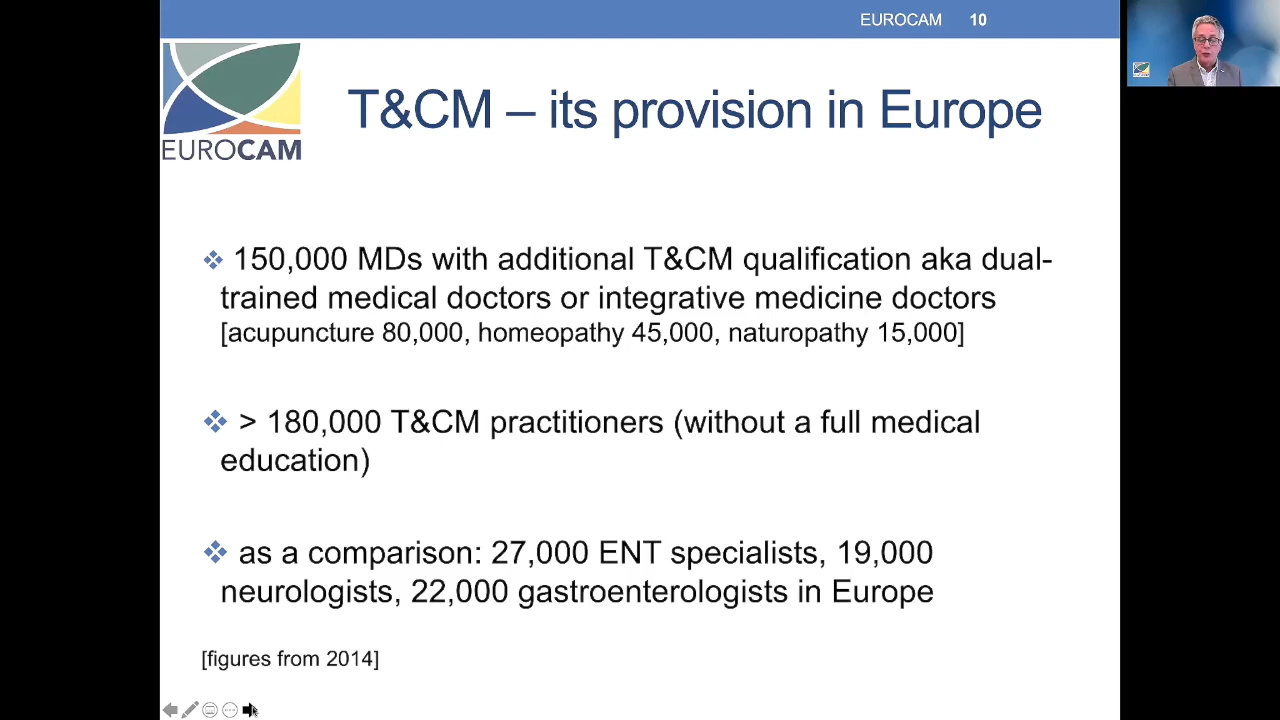 EUROCAM 10
EUROCAM
T&CM – its provision in Europe
150,000 MDs with additional T&CM qualification aka dual-
trained medical doctors or integrative medicine doctors
[acupuncture 80,000, homeopathy 45,000, naturopathy 15,000]
> 180,000 T&CM practitioners (without a full medical
education)
as a comparison: 27,000 ENT specialists, 19,000
neurologists, 22,000 gastroenterologists in Europe
[figures from 2014]